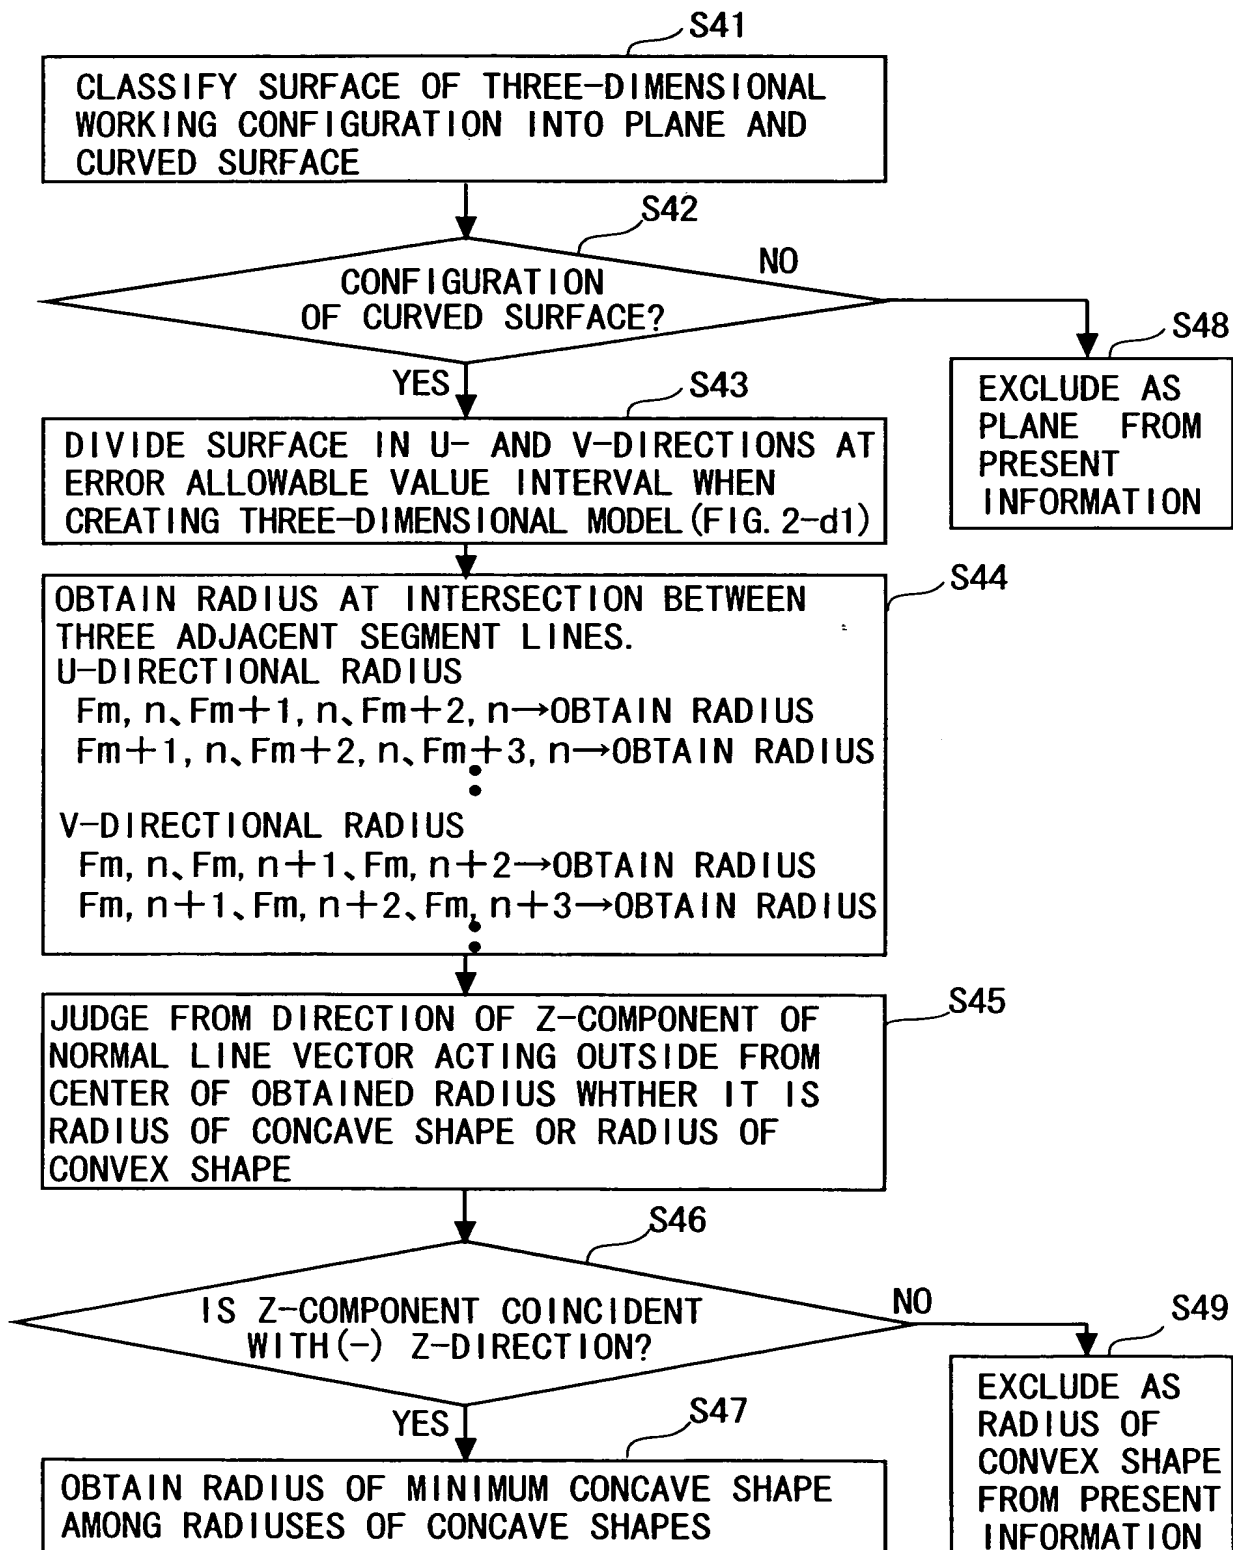 S41
CLASSIFY SURFACE OF THREE-DIMENSIONAL
WORKING CONFIGURATION INTO PLANE AND
CURVED SURFACE
S42
CONFIGURATION
OF CURVED SURFACE?
NO
YES
S48
EXCLUDE AS
PLANE FROM
PRESENT
INFORMATION
S43
DIVIDE SURFACE IN U- AND V-DIRECTIONS AT
ERROR ALLOWABLE VALUE INTERVAL WHEN
CREATING THREE-DIMENSIONAL MODEL(FIG. 2-d1)
S44
OBTAIN RADIUS AT INTERSECTION BETWEEN
THREE ADJACENT SEGMENT LINES.
U-DIRECTIONAL RADIUS
Fm, n、Fm+1, n、Fm+2, n→OBTAIN RADIUS
Fm+1, n、Fm+2, n、Fm+3, n→OBTAIN RADIUS
V-DIRECTIONAL RADIUS
Fm, n、Fm, n+1、Fm, n+2→OBTAIN RADIUS
Fm, n+1、Fm, n+2、Fm, n+3→OBTAIN RADIUS
S45
JUDGE FROM DIRECTION OF Z-COMPONENT OF
NORMAL LINE VECTOR ACTING OUTSIDE FROM
CENTER OF OBTAINED RADIUS WHTHER IT IS
RADIUS OF CONCAVE SHAPE OR RADIUS OF
CONVEX SHAPE
S46
IS Z-COMPONENT COINCIDENT
WITH(-) Z-DIRECTION?
NO
YES
S49
EXCLUDE AS
RADIUS OF
CONVEX SHAPE
FROM PRESENT
INFORMATION
S47
OBTAIN RADIUS OF MINIMUM CONCAVE SHAPE
AMONG RADIUSES OF CONCAVE SHAPES